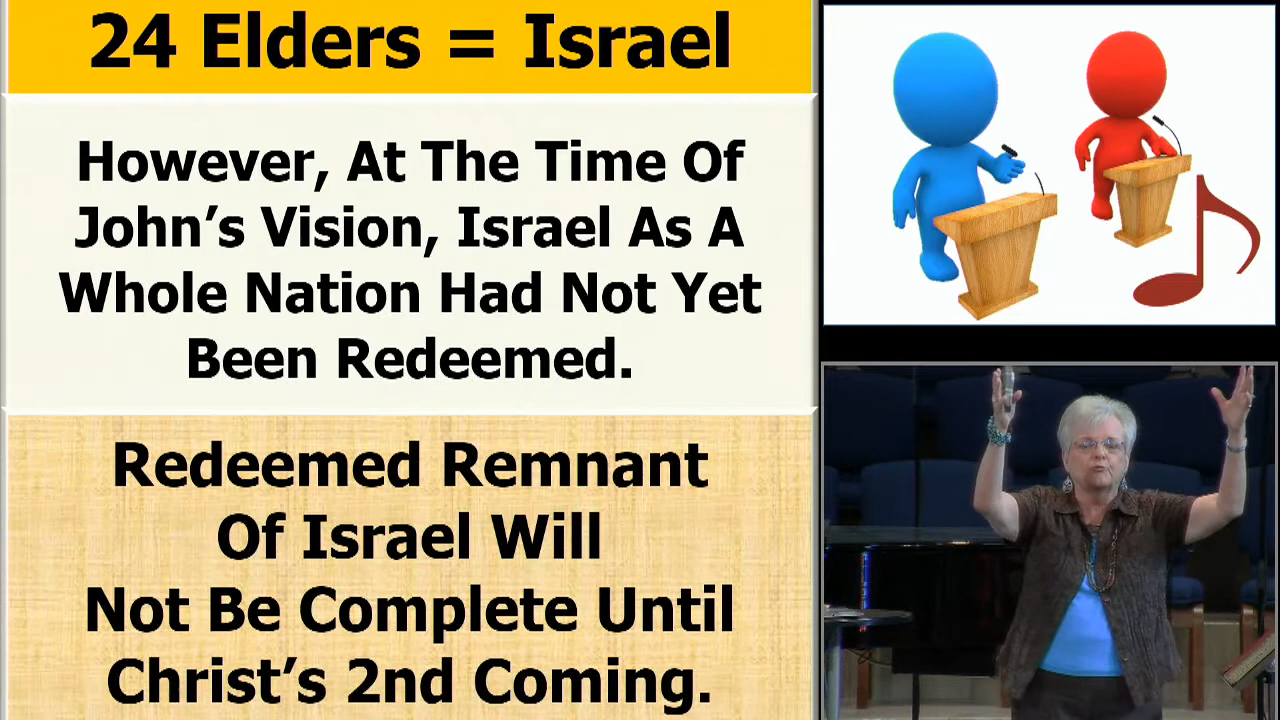 24 Elders = Israel
However, At The Time Of
John’s Vision, Israel As A
Whole Nation Had Not Yet
Been Redeemed.
Redeemed Remnant
Of Israel Will
Not Be Complete Until
Christ’s 2nd Coming.